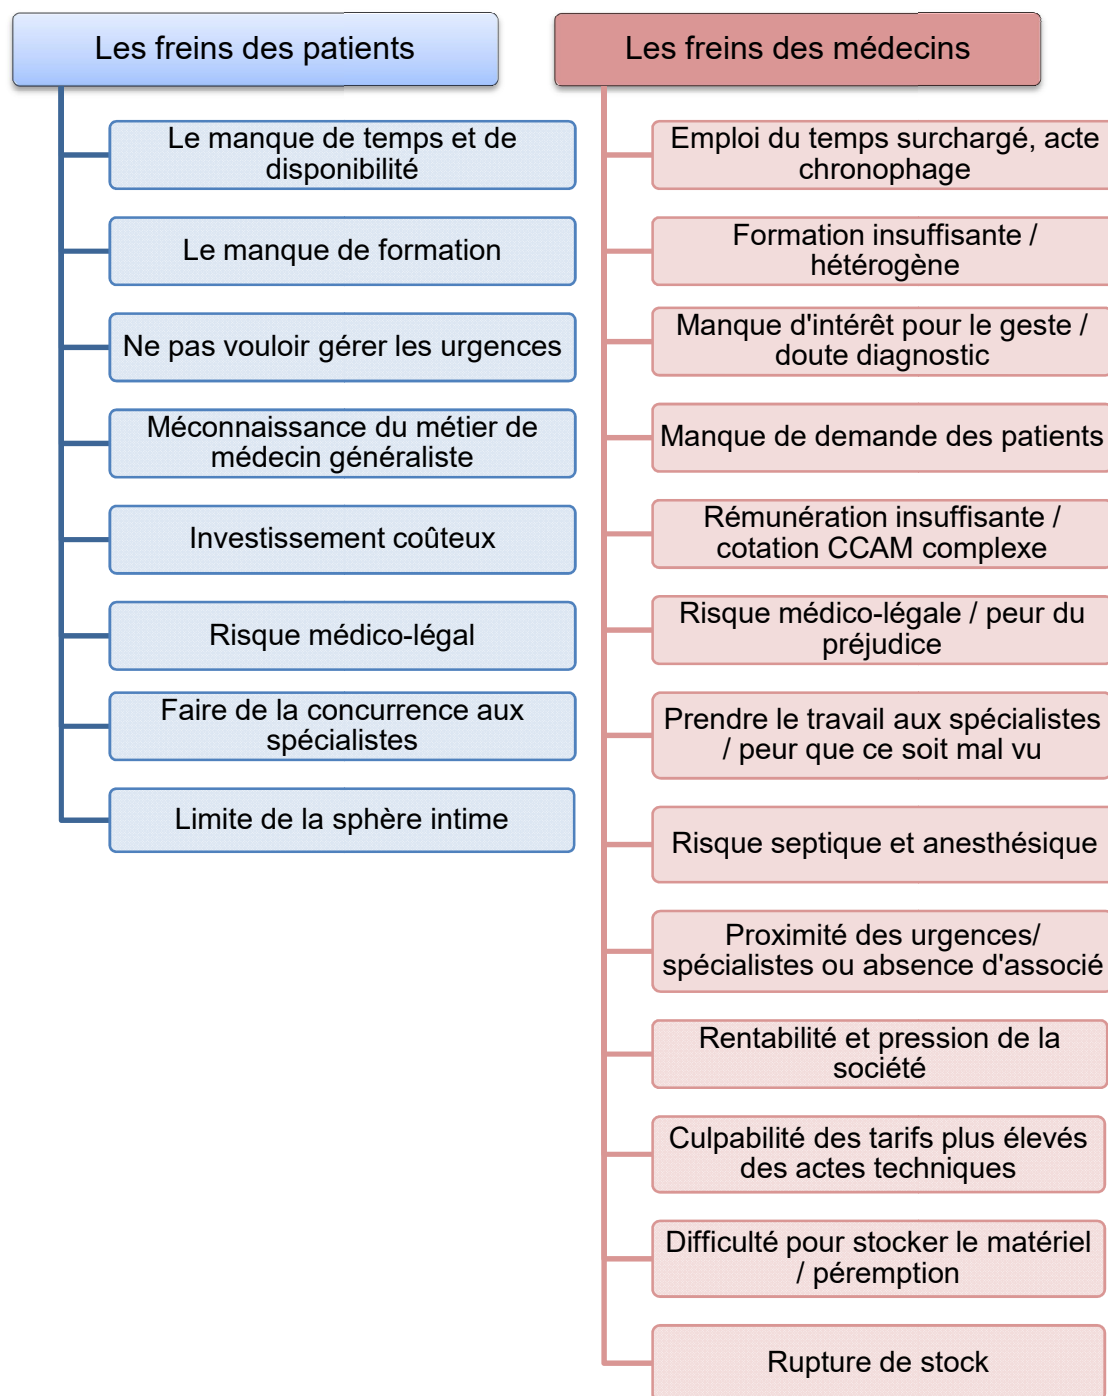 Les freins des patients
Le manque de temps et de
disponibilité
Le manque de formation
Ne pas vouloir gérer les urgences
Méconnaissance du métier de
médecin généraliste
Investissement coûteux
Risque médico-légal
Faire de la concurrence aux
spécialistes
Limite de la sphère intime
Les freins des médecins
Emploi du temps surchargé, acte
chronophage
Formation insuffisante /
hétérogène
Manque d'intérêt pour le geste /
doute diagnostic
Manque de demande des patients
Rémunération insuffisante /
cotation CCAM complexe
Risque médico-légale / peur du
préjudice
Prendre le travail aux spécialistes
/ peur que ce soit mal vu
Risque septique et anesthésique
Proximité des urgences/
spécialistes ou absence d'associé
Rentabilité et pression de la
société
Culpabilité des tarifs plus élevés
des actes techniques
Difficulté pour stocker le matériel
/ péremption
Rupture de stock